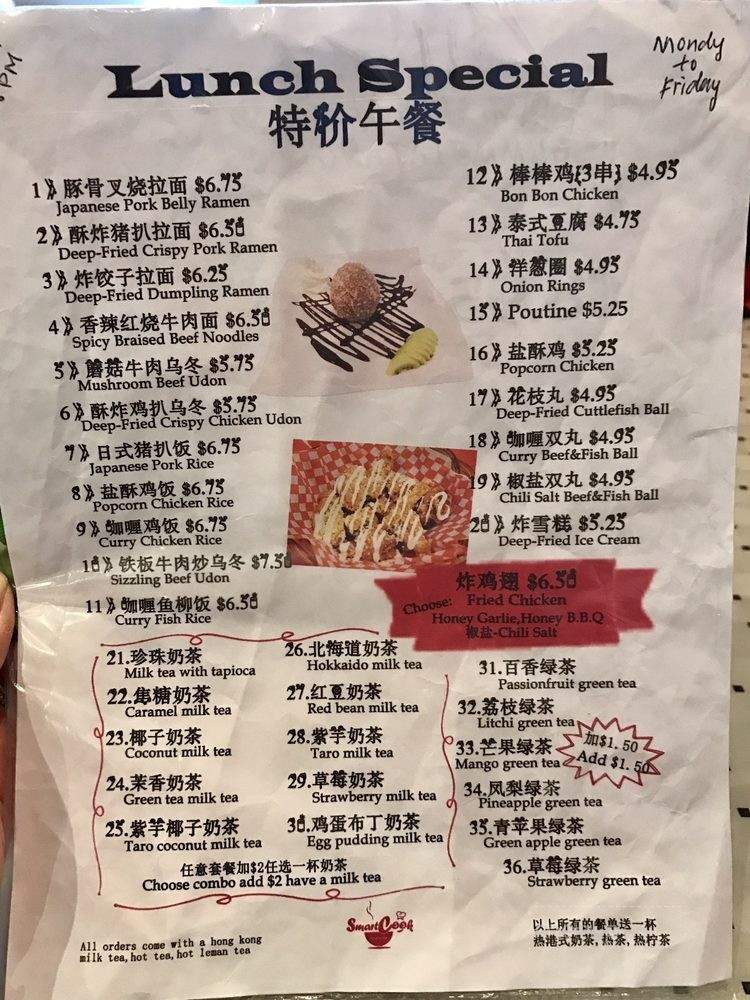 PM
Monday
to
Friday
Lunch Special
特价午餐
1》豚骨叉烧拉面 $6.75
Japanese Pork Belly Ramen
2》酥炸猪扒拉面 $6.50
Deep-Fried Crispy Pork Ramen
3》炸饺子拉面 $6.25
Deep-Fried Dumpling Ramen
4》香辣红烧牛肉面 $6.50
Spicy Braised Beef Noodles
5》蘑菇牛肉乌冬 $5.75
Mushroom Beef Udon
6》酥炸鸡扒乌冬 $5.75
Deep-Fried Crispy Chicken Udon
7》日式猪扒饭 $6.75
Japanese Pork Rice
8》盐酥鸡饭 $6.75
Popcorn Chicken Rice
9》咖喱鸡饭 $6.75
Curry Chicken Rice
10》铁板牛肉炒乌冬 $7.50
Sizzling Beef Udon
11》咖喱鱼柳饭 $6.50
Curry Fish Rice
12》棒棒鸡{3串} $4.95
Bon Bon Chicken
13》泰式豆腐 $4.75
Thai Tofu
14》洋葱圈 $4.95
Onion Rings
15》Poutine $5.25
16》盐酥鸡 $5.25
Popcorn Chicken
17》花枝丸 $4.95
Deep-Fried Cuttlefish Ball
18》咖喱双丸 $4.95
Curry Beef&Fish Ball
19》椒盐双丸 $4.95
Chili Salt Beef&Fish Ball
20》炸雪糕 $5.25
Deep-Fried Ice Cream
炸鸡翅 $6.50
Choose: Fried Chicken
Honey Garlie,Honey B.B.Q
椒盐-Chili Salt
21.珍珠奶茶
Milk tea with tapioca
22.焦糖奶茶
Caramel milk tea
23.椰子奶茶
Coconut milk tea
24.茉香奶茶
Green tea milk tea
25.紫芋椰子奶茶
Taro coconut milk tea
26.北海道奶茶
Hokkaido milk tea
27.红豆奶茶
Red bean milk tea
28.紫芋奶茶
Taro milk tea
29.草莓奶茶
Strawberry milk tea
30.鸡蛋布丁奶茶
Egg pudding milk tea
任意套餐加$2任选一杯奶茶
Choose combo add $2 have a milk tea
31.百香绿茶
Passionfruit green tea
32.荔枝绿茶
Litchi green tea
33.芒果绿茶
Mango green tea
34.凤梨绿茶
Pineapple green tea
35.青苹果绿茶
Green apple green tea
36.草莓绿茶
Strawberry green tea
加$1.50
Add $1.50
All orders come with a hong kong
milk tea,hot tea,hot leman tea
Smart Cook
以上所有的餐单送一杯
热港式奶茶,热茶,热柠茶